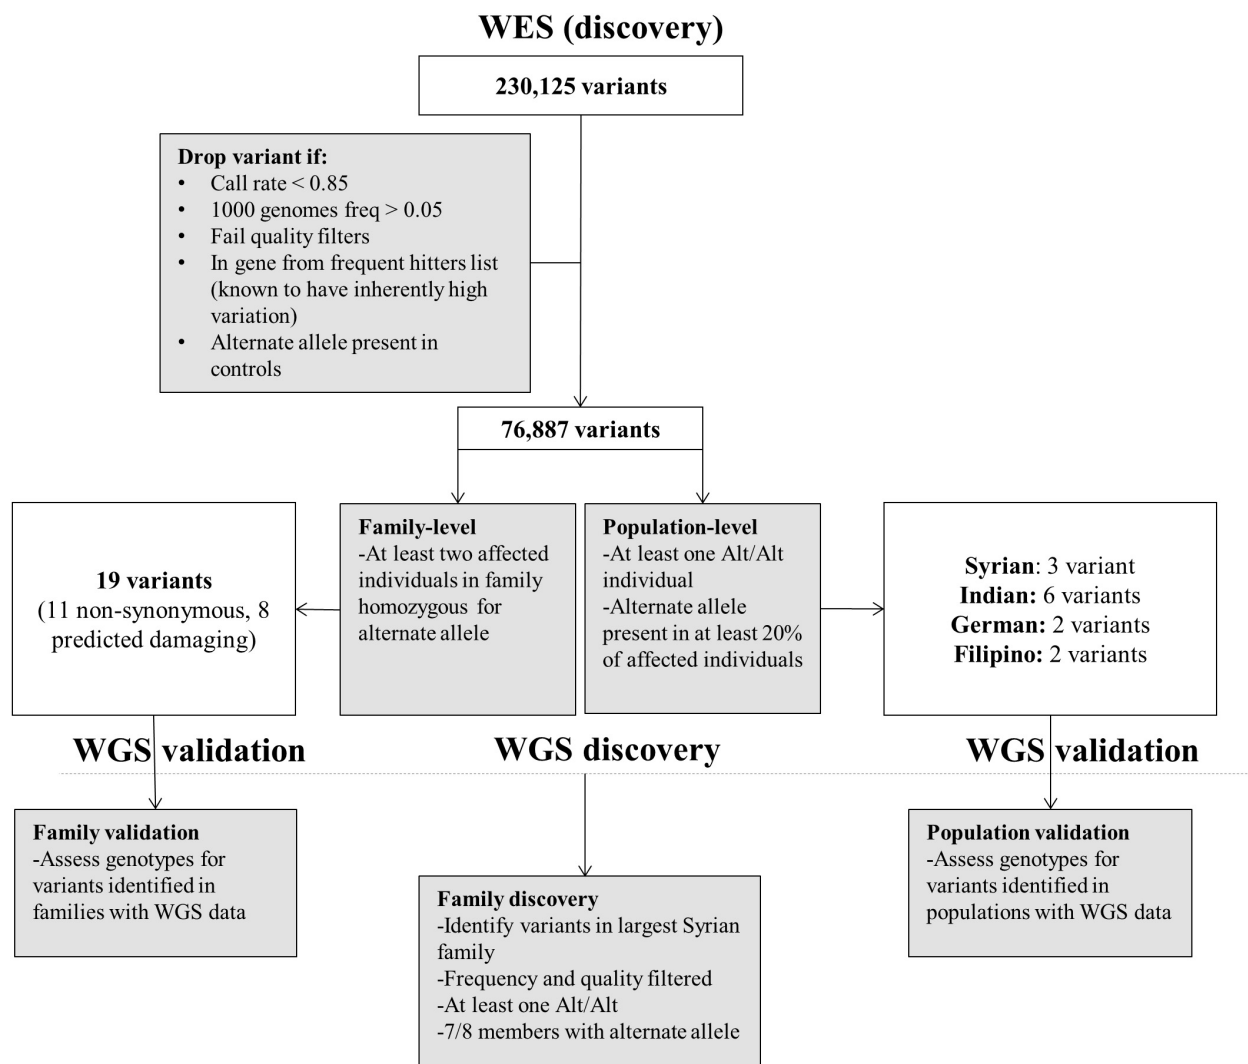 WES (discovery)
230,125 variants
Drop variant if:
• Call rate < 0.85
• 1000 genomes freq > 0.05
• Fail quality filters
• In gene from frequent hitters list
(known to have inherently high
variation)
• Alternate allele present in
controls
76,887 variants
19 variants
(11 non-synonymous, 8
predicted damaging)
Family-level
-At least two affected
individuals in family
homozygous for
alternate allele
Population-level
-At least one Alt/Alt
individual
-Alternate allele
present in at least 20%
of affected individuals
Syrian: 3 variant
Indian: 6 variants
German: 2 variants
Filipino: 2 variants
WGS validation
WGS discovery
WGS validation
Family validation
-Assess genotypes for
variants identified in
families with WGS data
Family discovery
-Identify variants in largest Syrian
family
-Frequency and quality filtered
-At least one Alt/Alt
-7/8 members with alternate allele
Population validation
-Assess genotypes for
variants identified in
populations with WGS data